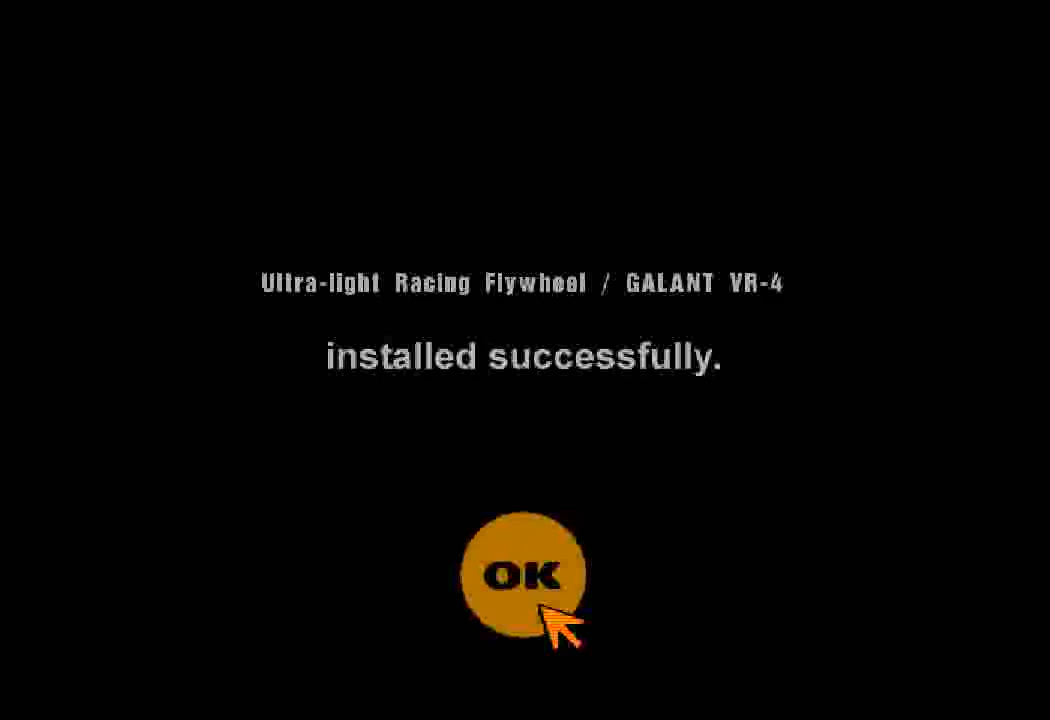 Ultra-light Racing Flywheel / GALANT VR-4
installed successfully.
OK